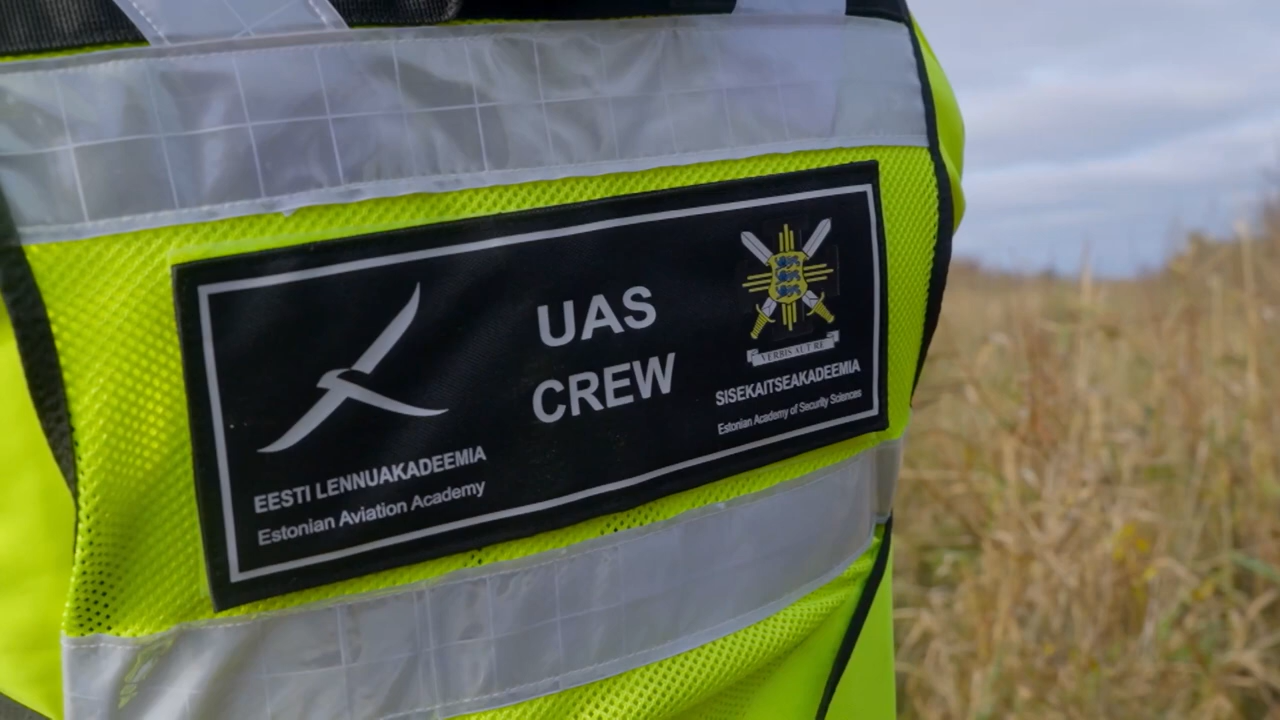 UAS
CREW
EESTI LENNUAKADEEMIA
Estonian Aviation Academy
VERBIS AUT RE
SISEKAITSEAKADEEMIA
Estonian Academy of Security Sciences